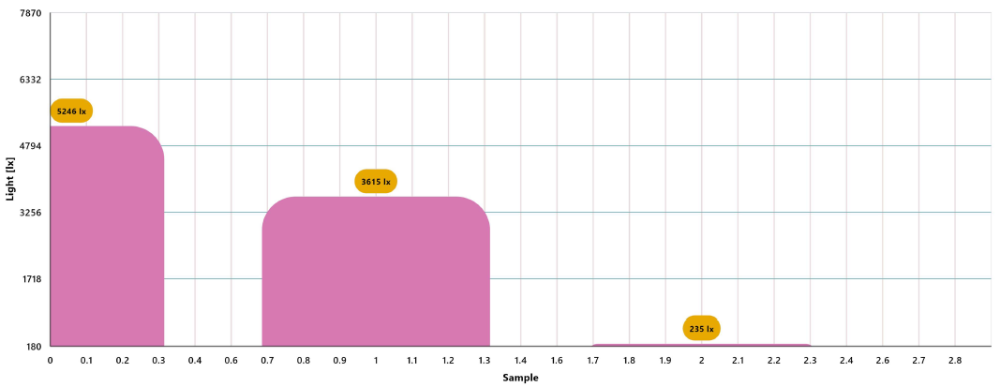 7870
6332
4794
3256
1718
180
Light [lx]
5246 lx
3615 lx
235 lx
0 0.1 0.2 0.3 0.4 0.5 0.6 0.7 0.8 0.9 1 1.1 1.2 1.3 1.4 1.6 1.6 1.7 1.8 1.9 2 2.1 2.2 2.3 2.4 2.6 2.7 2.8
Sample